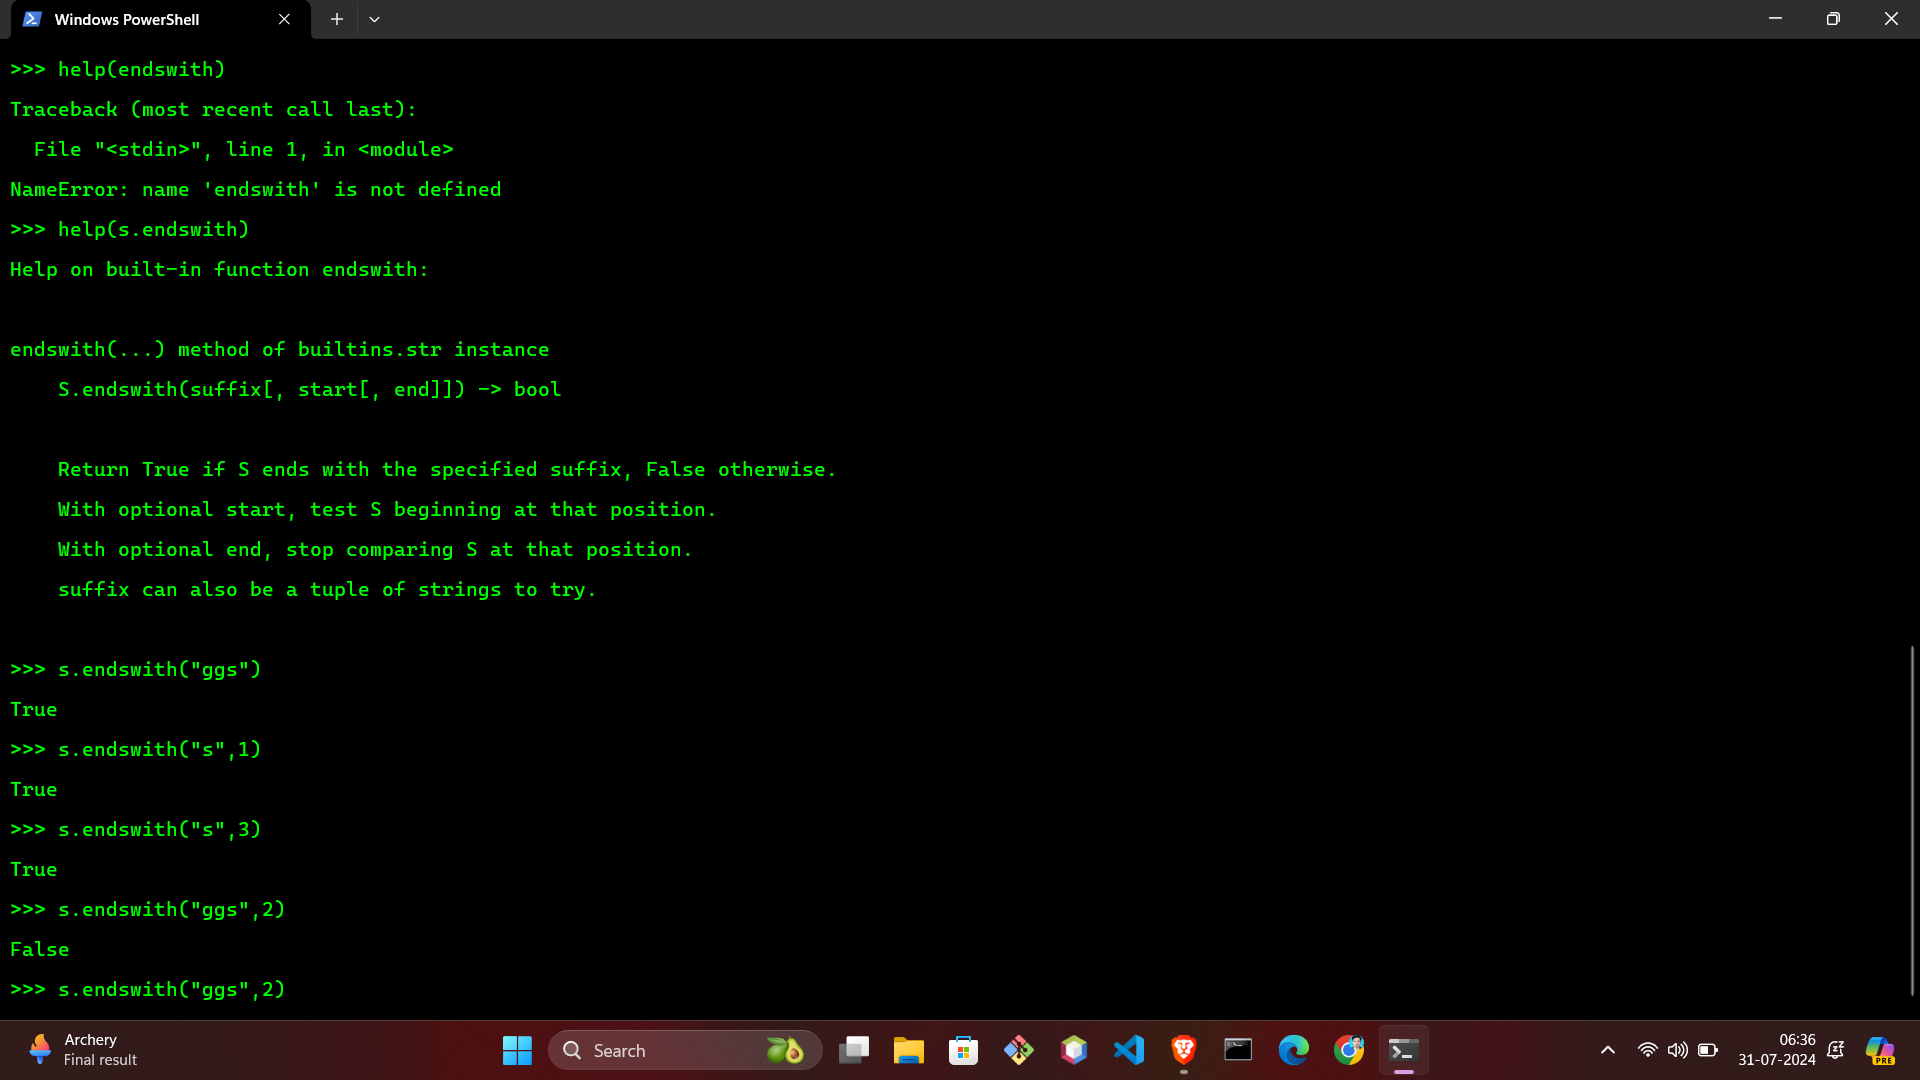 Windows PowerShell
>>> help(endswith)
Traceback (most recent call last):
  File "<stdin>", line 1, in <module>
NameError: name 'endswith' is not defined
>>> help(s.endswith)
Help on built-in function endswith:

endswith(...) method of builtins.str instance
    S.endswith(suffix[, start[, end]]) -> bool

    Return True if S ends with the specified suffix, False otherwise.
    With optional start, test S beginning at that position.
    With optional end, stop comparing S at that position.
    suffix can also be a tuple of strings to try.

>>> s.endswith("ggs")
True
>>> s.endswith("s",1)
True
>>> s.endswith("s",3)
True
>>> s.endswith("ggs",2)
False
>>> s.endswith("ggs",2)
Archery
Final result
Search
06:36
31-07-2024
PRE